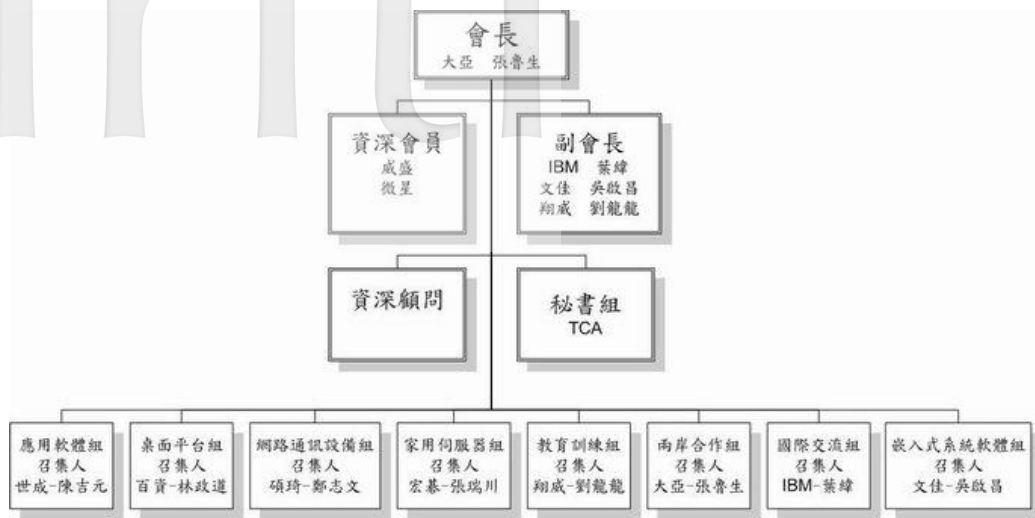 會長
大亞 張魯生
資深會員
威盛
微星
副會長
IBM 葉緯
文佳 吳啟昌
翔威 劉龍龍
資深顧問
秘書組
TCA
應用軟體組
召集人
世成-陳吉元
桌面平台組
召集人
百資-林政道
網路通訊設備組
召集人
碩琦-鄭志文
家用伺服器組
召集人
宏碁-張瑞川
教育訓練組
召集人
翔威-劉龍龍
兩岸合作組
召集人
大亞-張魯生
國際交流組
召集人
IBM-葉緯
嵌入式系統軟體組
召集人
文佳-吳啟昌